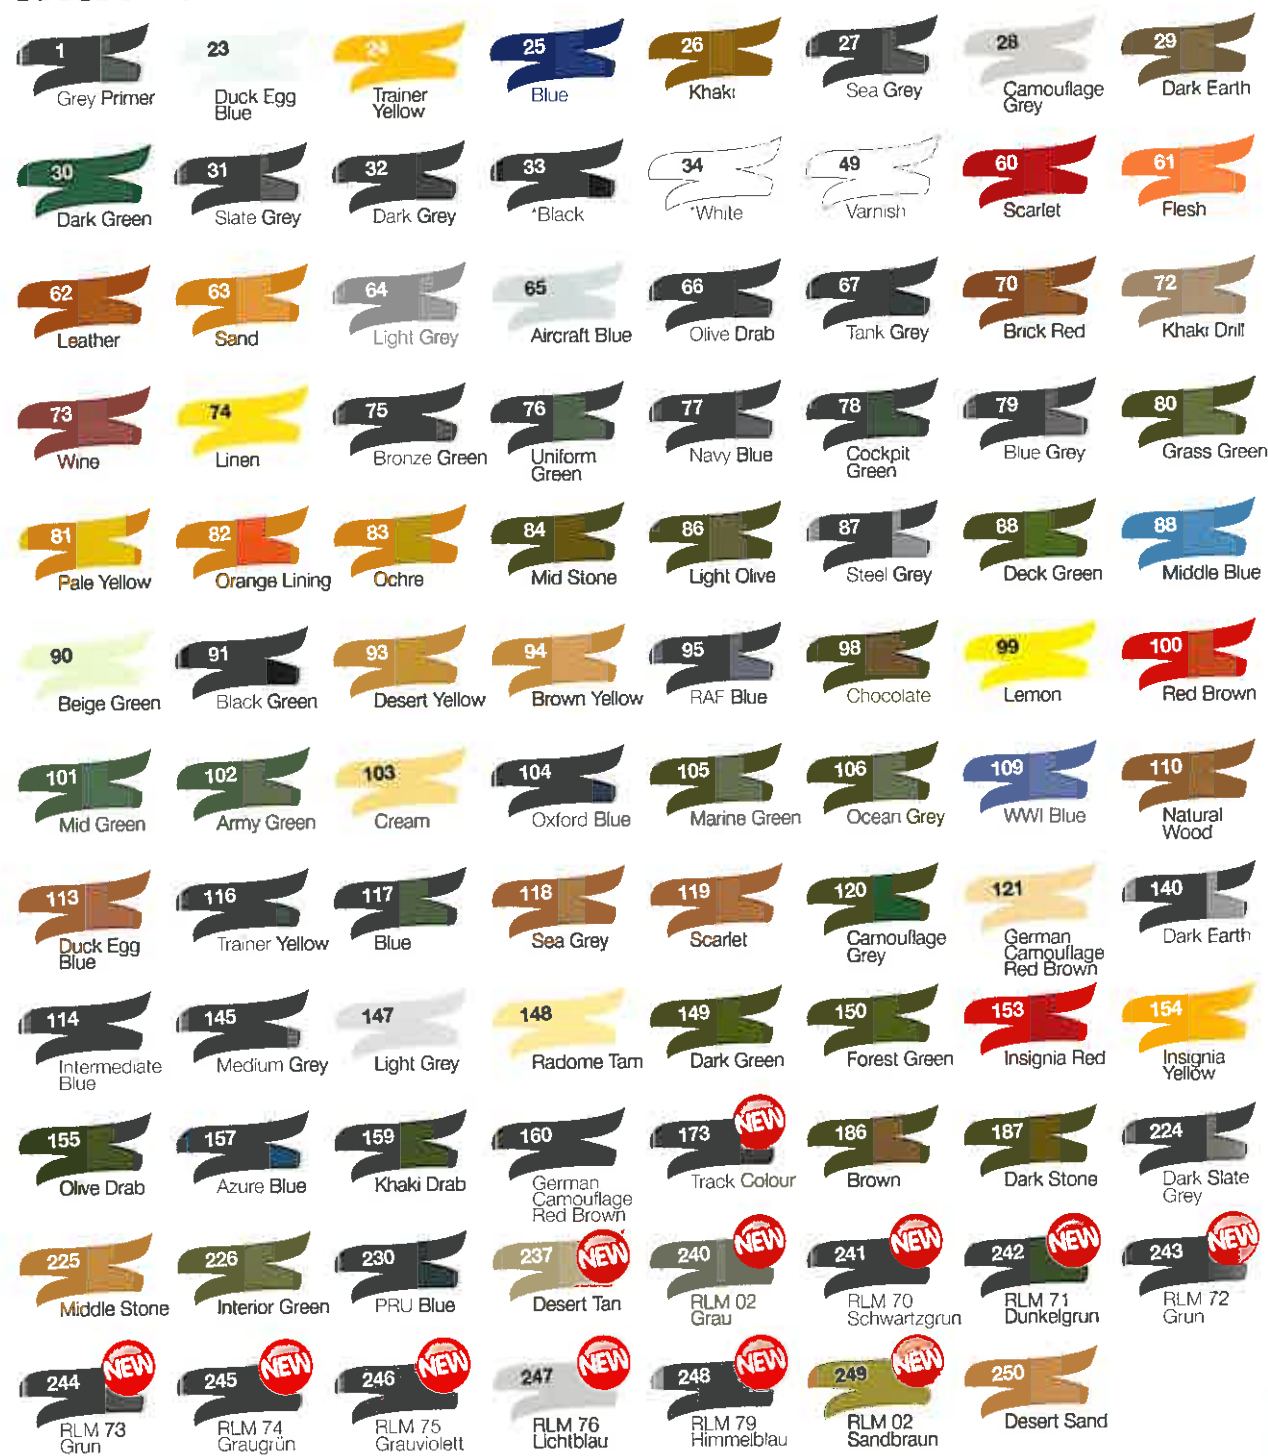 1
Grey Primer
23
Duck Egg
Blue
24
Trainer
Yellow
25
Blue
26
Khaki
27
Sea Grey
28
Camouflage
Grey
29
Dark Earth
30
Dark Green
31
Slate Grey
32
Dark Grey
33
*Black
34
*White
49
Varnish
60
Scarlet
61
Flesh
62
Leather
63
Sand
64
Light Grey
65
Aircraft Blue
66
Olive Drab
67
Tank Grey
70
Brick Red
72
Khaki Drill
73
Wine
74
Linen
75
Bronze Green
76
Uniform
Green
77
Navy Blue
78
Cockpit
Green
79
Blue Grey
80
Grass Green
81
Pale Yellow
82
Orange Lining
83
Ochre
84
Mid Stone
86
Light Olive
87
Steel Grey
88
Deck Green
88
Middle Blue
90
Beige Green
91
Black Green
93
Desert Yellow
94
Brown Yellow
95
RAF Blue
98
Chocolate
99
Lemon
100
Red Brown
101
Mid Green
102
Army Green
103
Cream
104
Oxford Blue
105
Marine Green
106
Ocean Grey
109
WWI Blue
110
Natural
Wood
113
Duck Egg
Blue
116
Trainer Yellow
117
Blue
118
Sea Grey
119
Scarlet
120
Camouflage
Grey
121
German
Camouflage
Red Brown
140
Dark Earth
114
Intermediate
Blue
145
Medium Grey
147
Light Grey
148
Radome Tam
149
Dark Green
150
Forest Green
153
Insignia Red
154
Insignia
Yellow
155
Olive Drab
157
Azure Blue
159
Khaki Drab
160
German
Camouflage
Red Brown
173
NEW
Track Colour
186
Brown
187
Dark Stone
224
Dark Slate
Grey
225
Middle Stone
226
Interior Green
230
PRU Blue
237
NEW
Desert Tan
240
NEW
RLM 02
Grau
241
NEW
RLM 70
Schwartzgrun
242
NEW
RLM 71
Dunkelgrun
243
NEW
RLM 72
Grun
244
NEW
RLM 73
Grun
245
NEW
RLM 74
Graugrün
246
NEW
RLM 75
Grauviolett
247
NEW
RLM 76
Lichtblau
248
NEW
RLM 79
Himmelblau
249
NEW
RLM 02
Sandbraun
250
Desert Sand